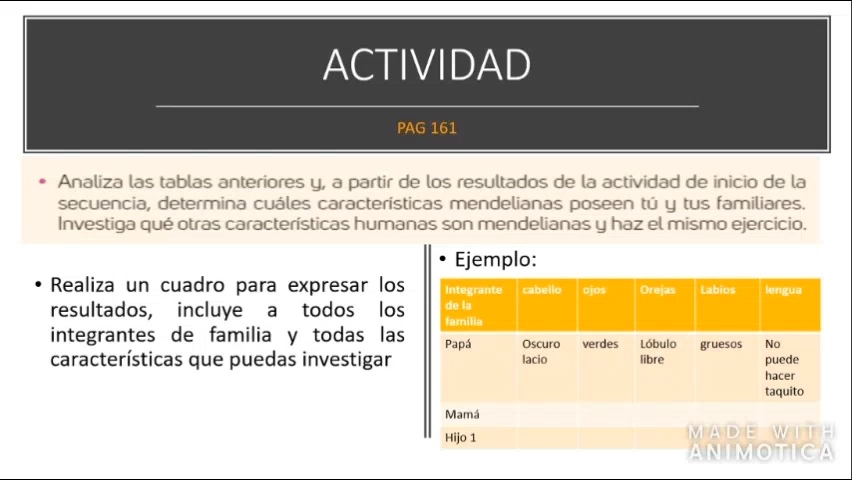 ACTIVIDAD
PAG 161
• Analiza las tablas anteriores y, a partir de los resultados de la actividad de inicio de la
secuencia, determina cuáles características mendelianas poseen tú y tus familiares.
Investiga qué otras características humanas son mendelianas y haz el mismo ejercicio.
• Realiza un cuadro para expresar los
resultados, incluye a todos los
integrantes de familia y todas las
características que puedas investigar
• Ejemplo:
Integrante de la familia cabello ojos Orejas Labios lengua
Papá Oscuro lacio verdes Lóbulo libre gruesos No puede hacer taquito
Mamá
Hijo 1
MADE WITH
ANIMOTICA